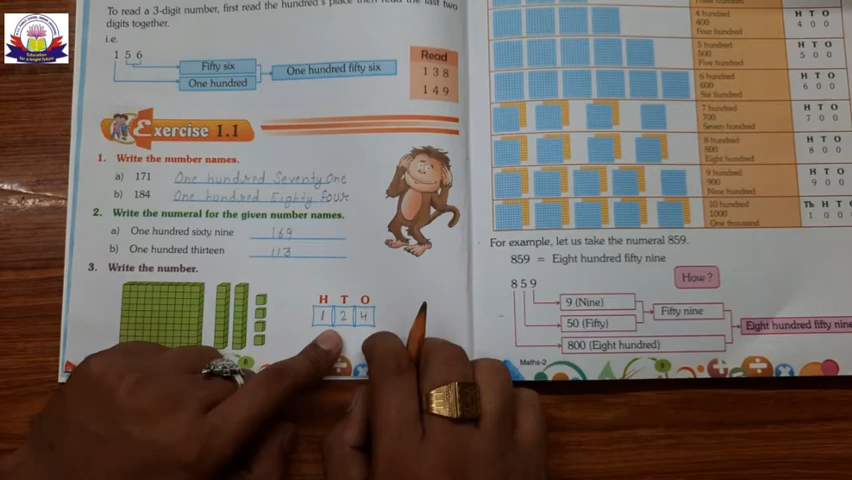 To read a 3-digit number, first read the hundred's place then read the last two
digits together.
i.e.
1 5 6
Fifty six
One hundred
One hundred fifty six
Read
1 3 8
1 4 9
Exercise 1.1
1. Write the number names.
a) 171 One hundred Seventy One
b) 184 One hundred Eighty Four
2. Write the numeral for the given number names.
a) One hundred sixty nine 169
b) One hundred thirteen 113
3. Write the number.
H T O
1 2 4
8
4 hundred
400
Four hundred
H T O
4 0 0
5 hundred
500
Five hundred
H T O
5 0 0
6 hundred
600
Six hundred
H T O
6 0 0
7 hundred
700
Seven hundred
H T O
7 0 0
8 hundred
800
Eight hundred
H T O
8 0 0
9 hundred
900
Nine hundred
H T O
9 0 0
10 hundred
1000
One thousand
Th H T
1 0 0
For example, let us take the numeral 859.
859 = Eight hundred fifty nine
How?
8 5 9
9 (Nine)
50 (Fifty)
Fifty nine
800 (Eight hundred)
Eight hundred fifty nine
Maths-2
9